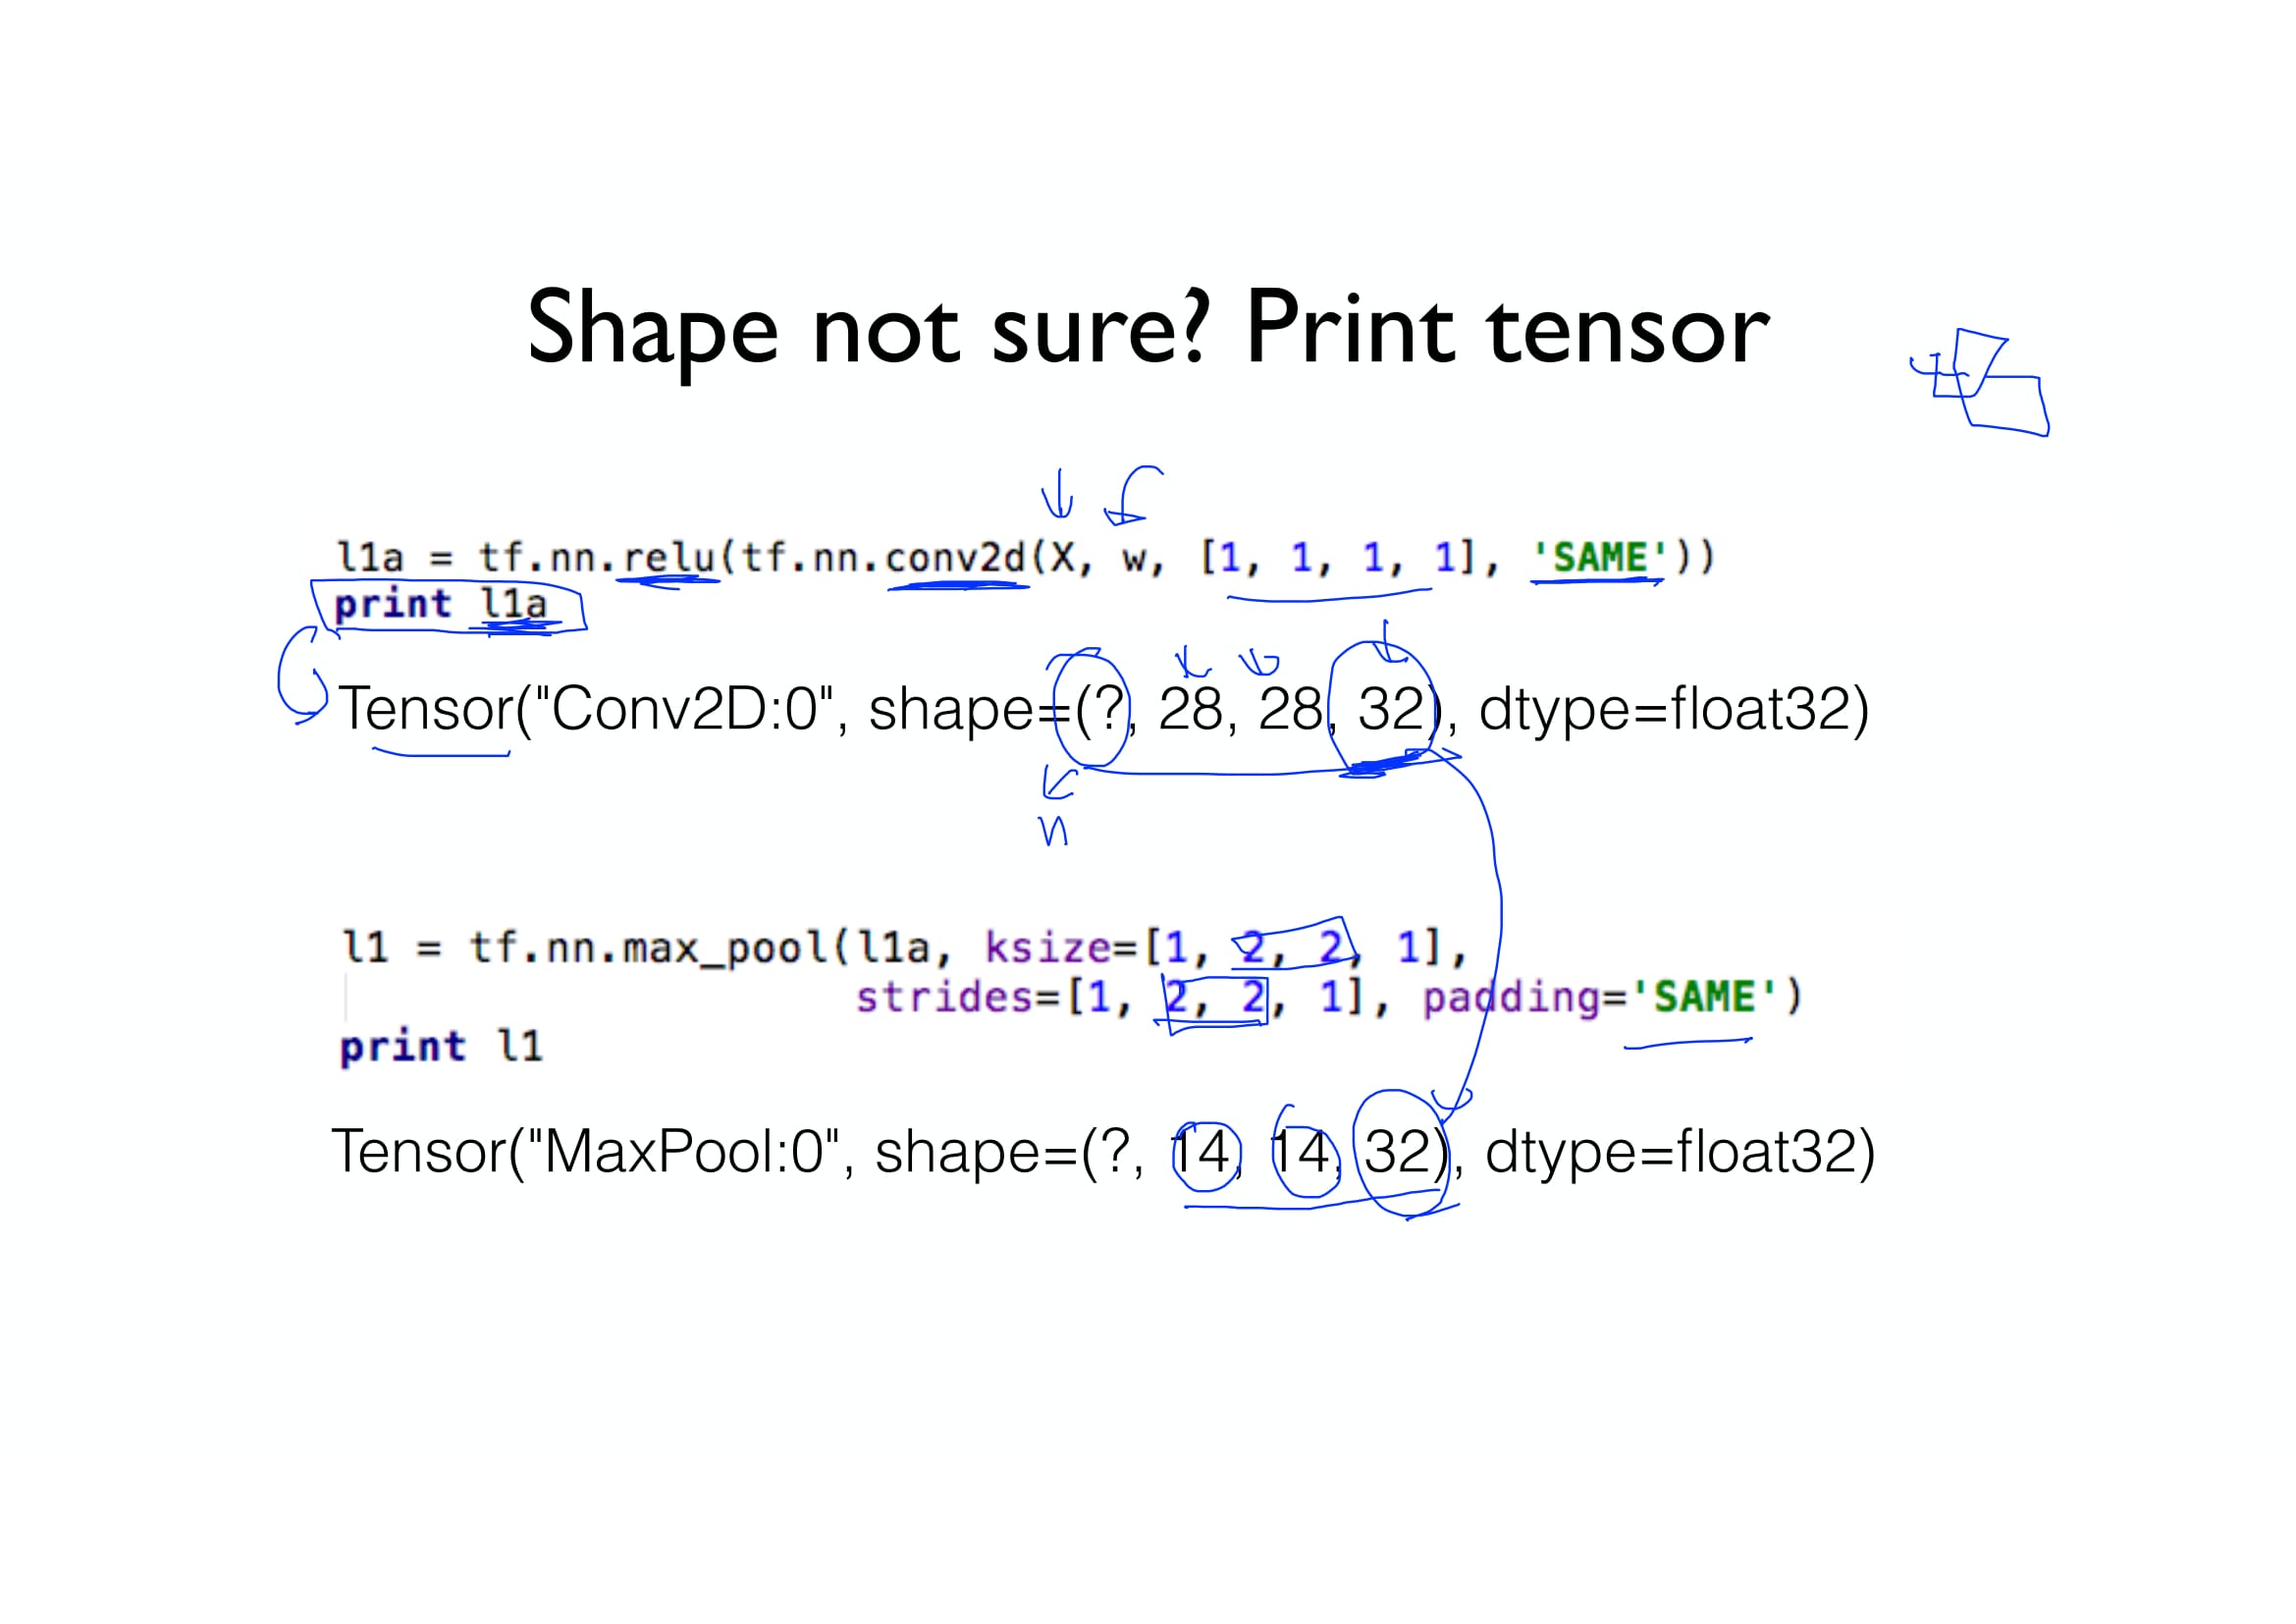 Shape not sure? Print tensor
l1a = tf.nn.relu(tf.nn.conv2d(X, w, [1, 1, 1, 1], 'SAME'))
print l1a
Tensor("Conv2D:0", shape=(?, 28, 28, 32), dtype=float32)
n
l1 = tf.nn.max_pool(l1a, ksize=[1, 2, 2, 1],
strides=[1, 2, 2, 1], padding='SAME')
print l1
Tensor("MaxPool:0", shape=(?, 14, 14, 32), dtype=float32)